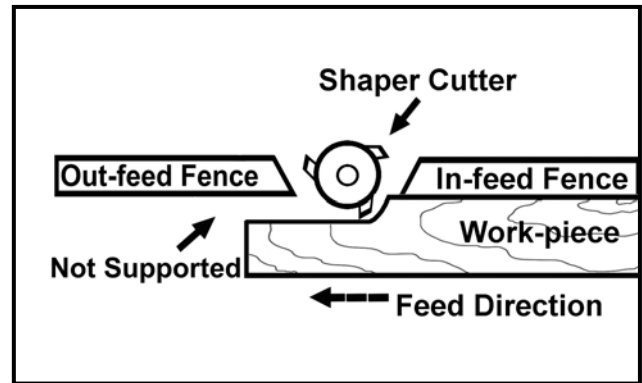 Shaper Cutter
Out-feed Fence
In-feed Fence
Work-piece
Not Supported
Feed Direction